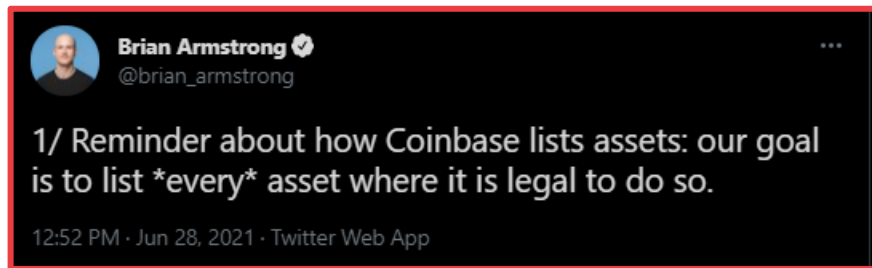 Brian Armstrong
@brian_armstrong
1/ Reminder about how Coinbase lists assets: our goal
is to list *every* asset where it is legal to do so.
12:52 PM · Jun 28, 2021 · Twitter Web App